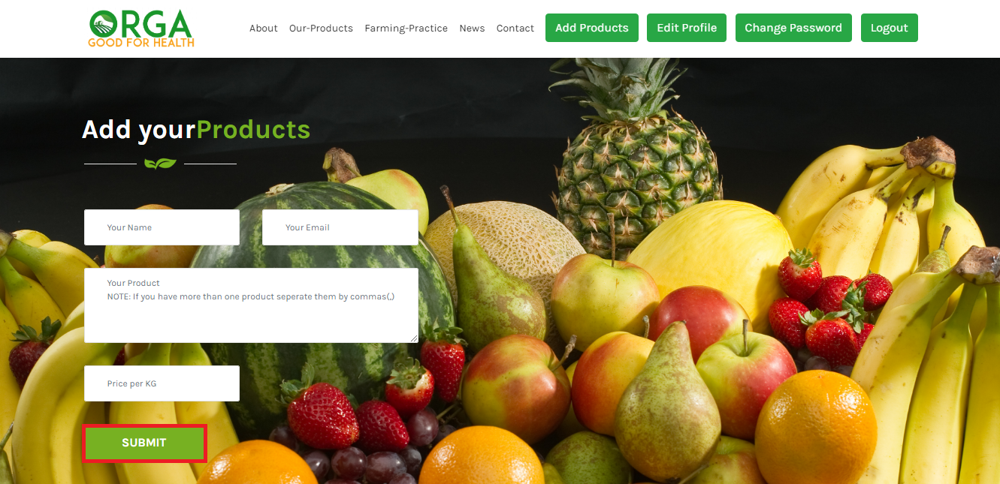 ORGA
GOOD FOR HEALTH
About Our-Products Farming-Practice News Contact Add Products Edit Profile Change Password Logout
Add yourProducts
Your Name Your Email
Your Product
NOTE: If you have more than one product seperate them by commas(,)
Price per KG
SUBMIT